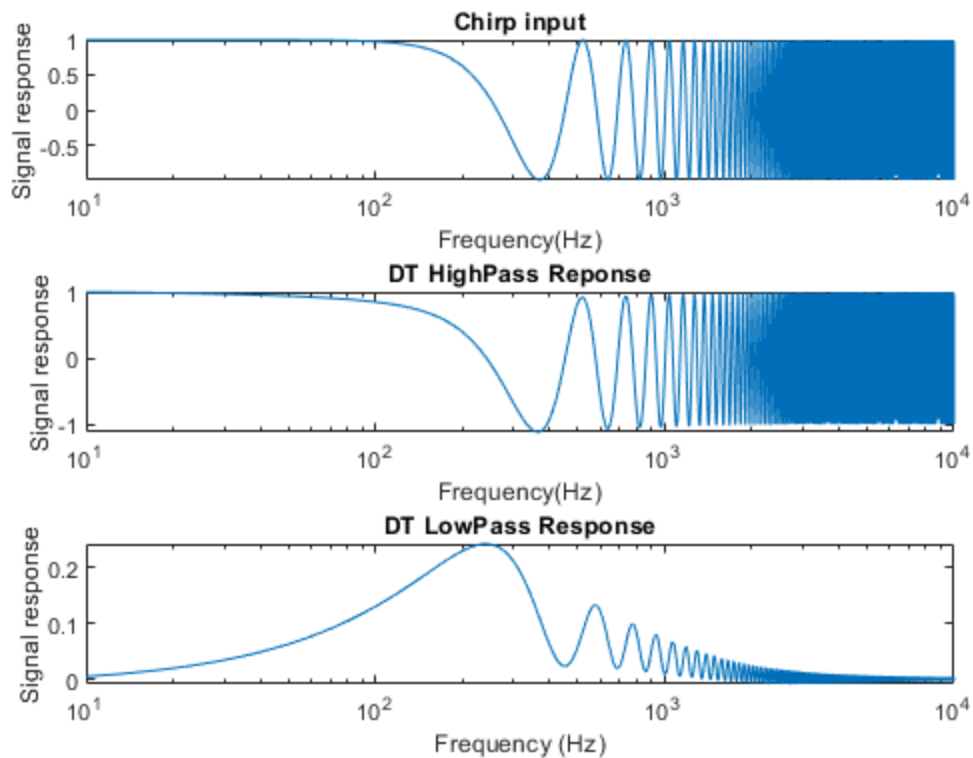 Chirp input
Signal response
1
0.5
0
-0.5
10^1 10^2 10^3 10^4
Frequency(Hz)
DT HighPass Reponse
Signal response
1
0
-1
10^1 10^2 10^3 10^4
Frequency(Hz)
DT LowPass Response
Signal response
0.2
0.1
0
10^1 10^2 10^3 10^4
Frequency (Hz)